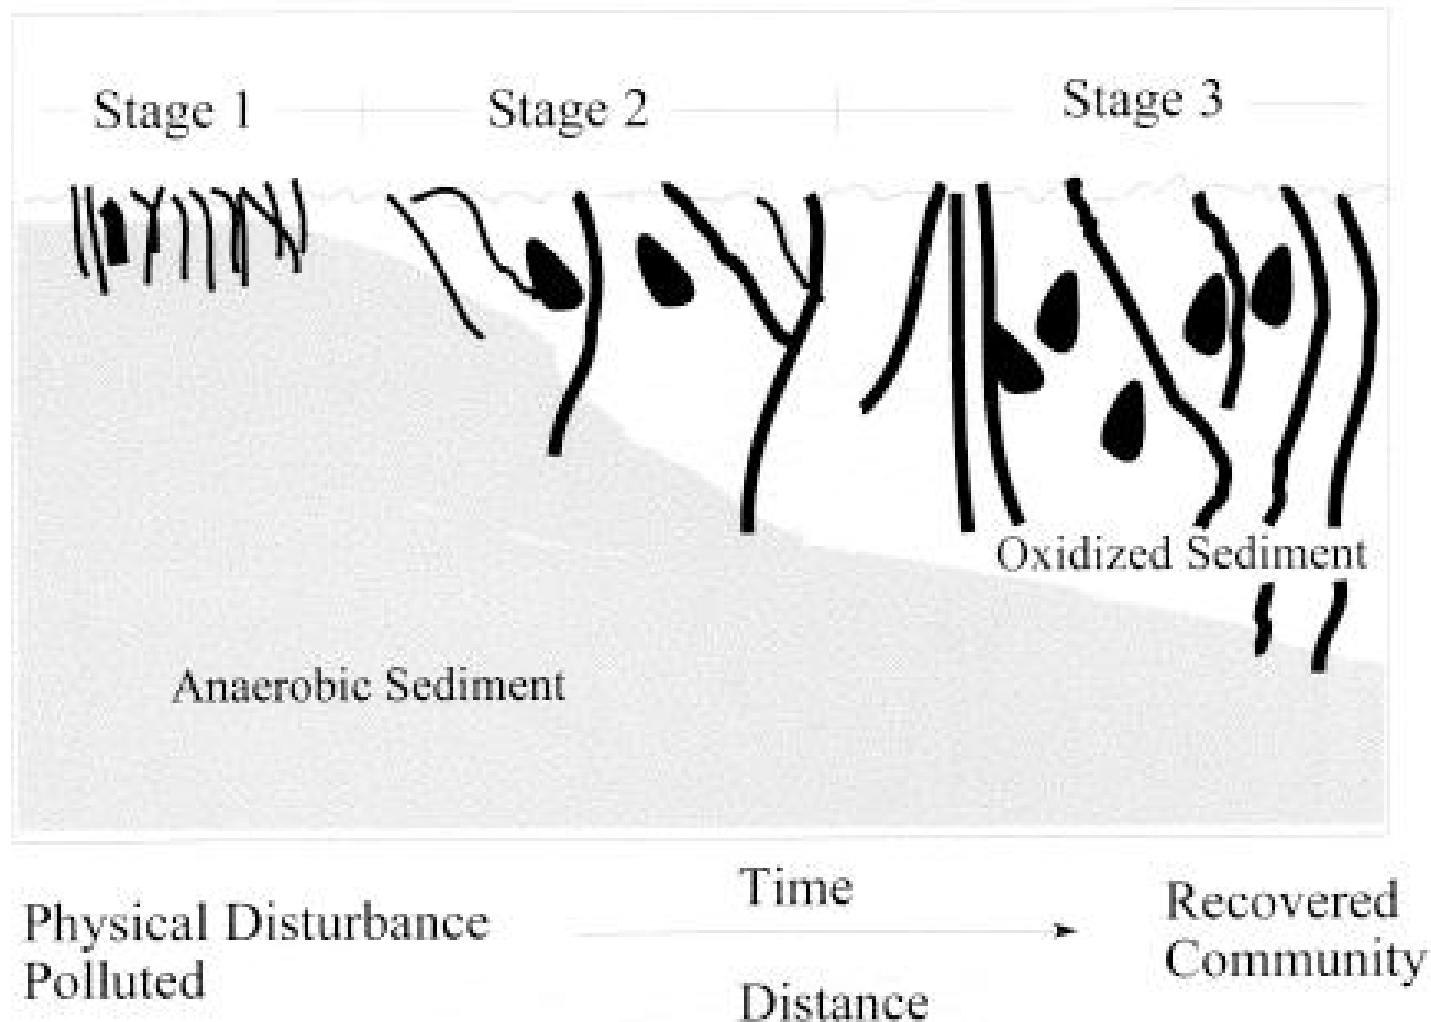 Stage 1
Stage 2
Stage 3
Oxidized Sediment
Anaerobic Sediment
Time
Physical Disturbance
Polluted
Recovered
Community
Distance